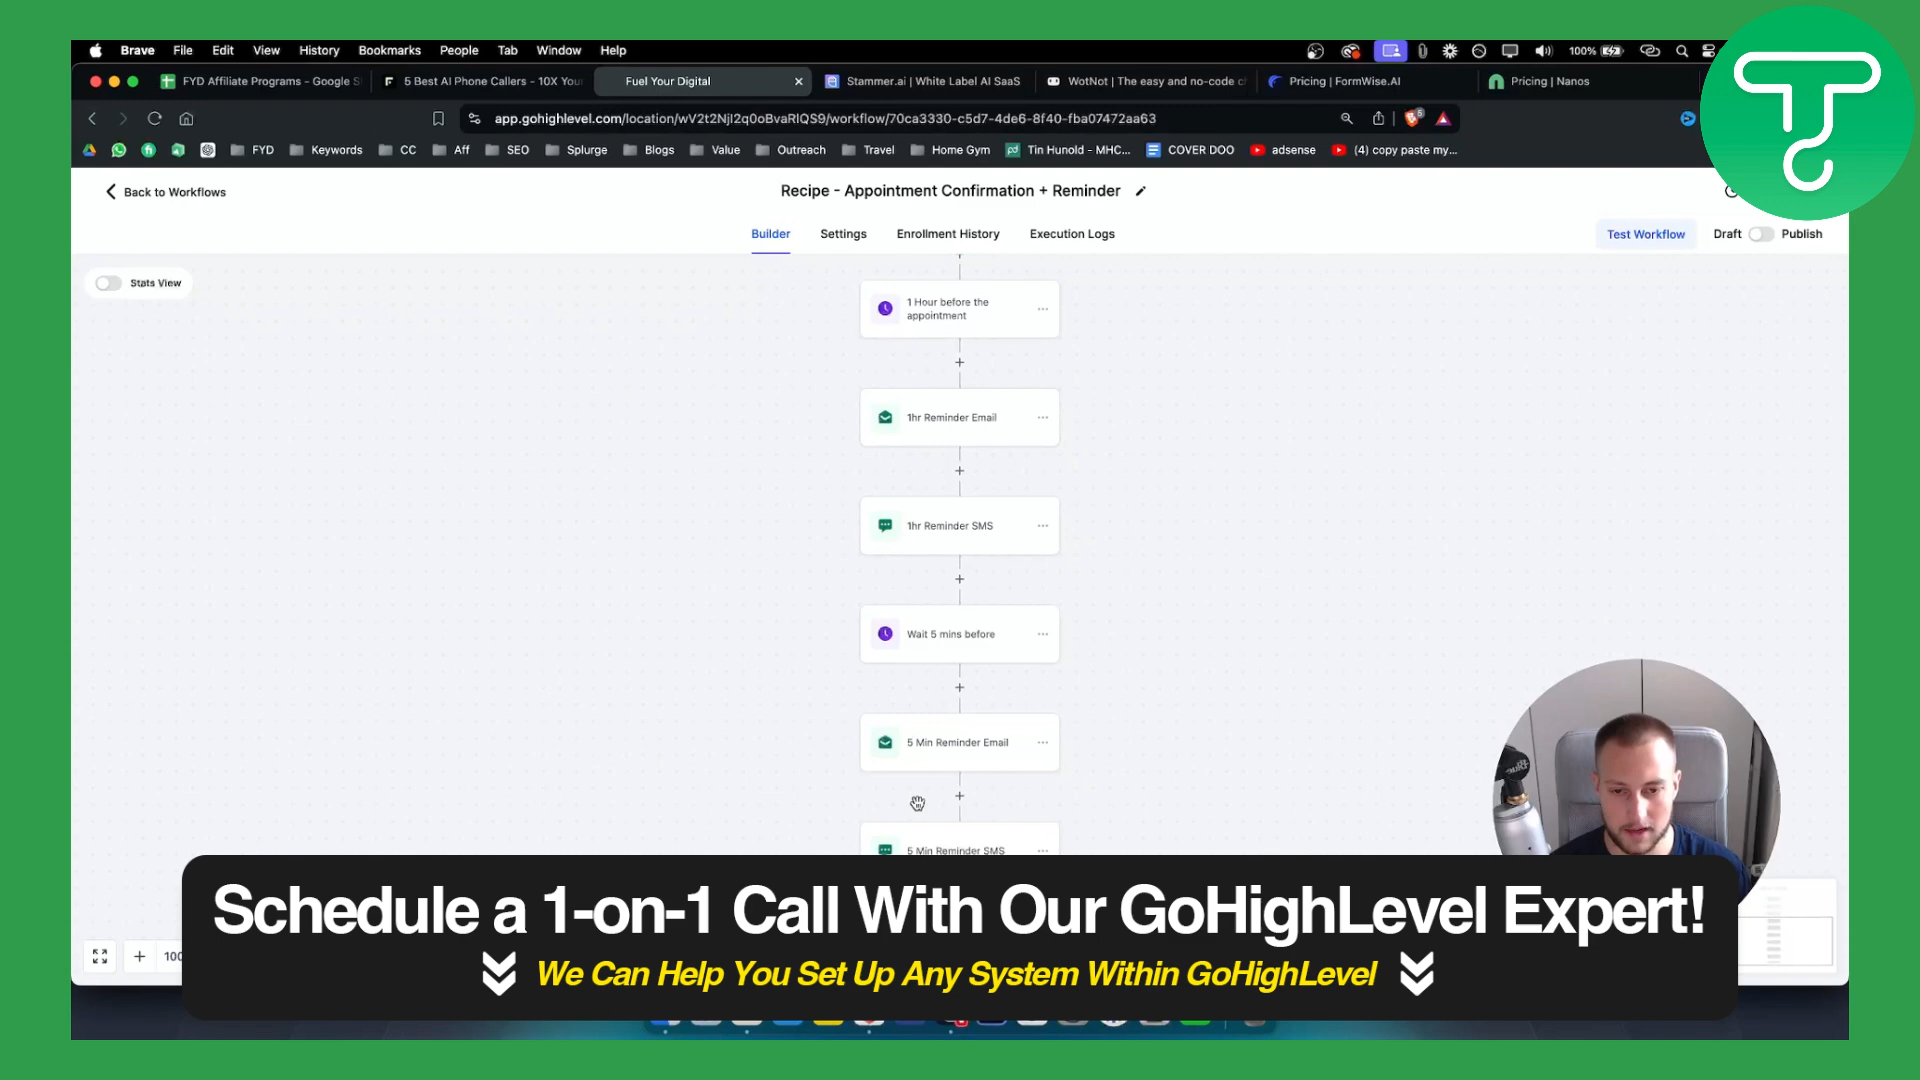 Brave File Edit View History Bookmarks People Tab Window Help 100%
FYD Affiliate Programs - Google S 5 Best AI Phone Callers - 10X You Fuel Your Digital Stammer.ai | White Label AI SaaS WotNot | The easy and no-code c Pricing | FormWise.AI Pricing | Nanos
app.gohighlevel.com/location/wV2t2NjI2q0oBvaRlQS9/workflow/70ca3330-c5d7-4de6-8f40-fba07472aa63
FYD Keywords CC Aff SEO Splurge Blogs Value Outreach Travel Home Gym Tin Hunold - MHC... COVER DOO adsense (4) copy paste my...
Back to Workflows
Recipe - Appointment Confirmation + Reminder
Builder Settings Enrollment History Execution Logs
Test Workflow Draft Publish
Stats View
1 Hour before the
appointment
1hr Reminder Email
1hr Reminder SMS
Wait 5 mins before
5 Min Reminder Email
5 Min Reminder SMS
100
Schedule a 1-on-1 Call With Our GoHighLevel Expert!
We Can Help You Set Up Any System Within GoHighLevel